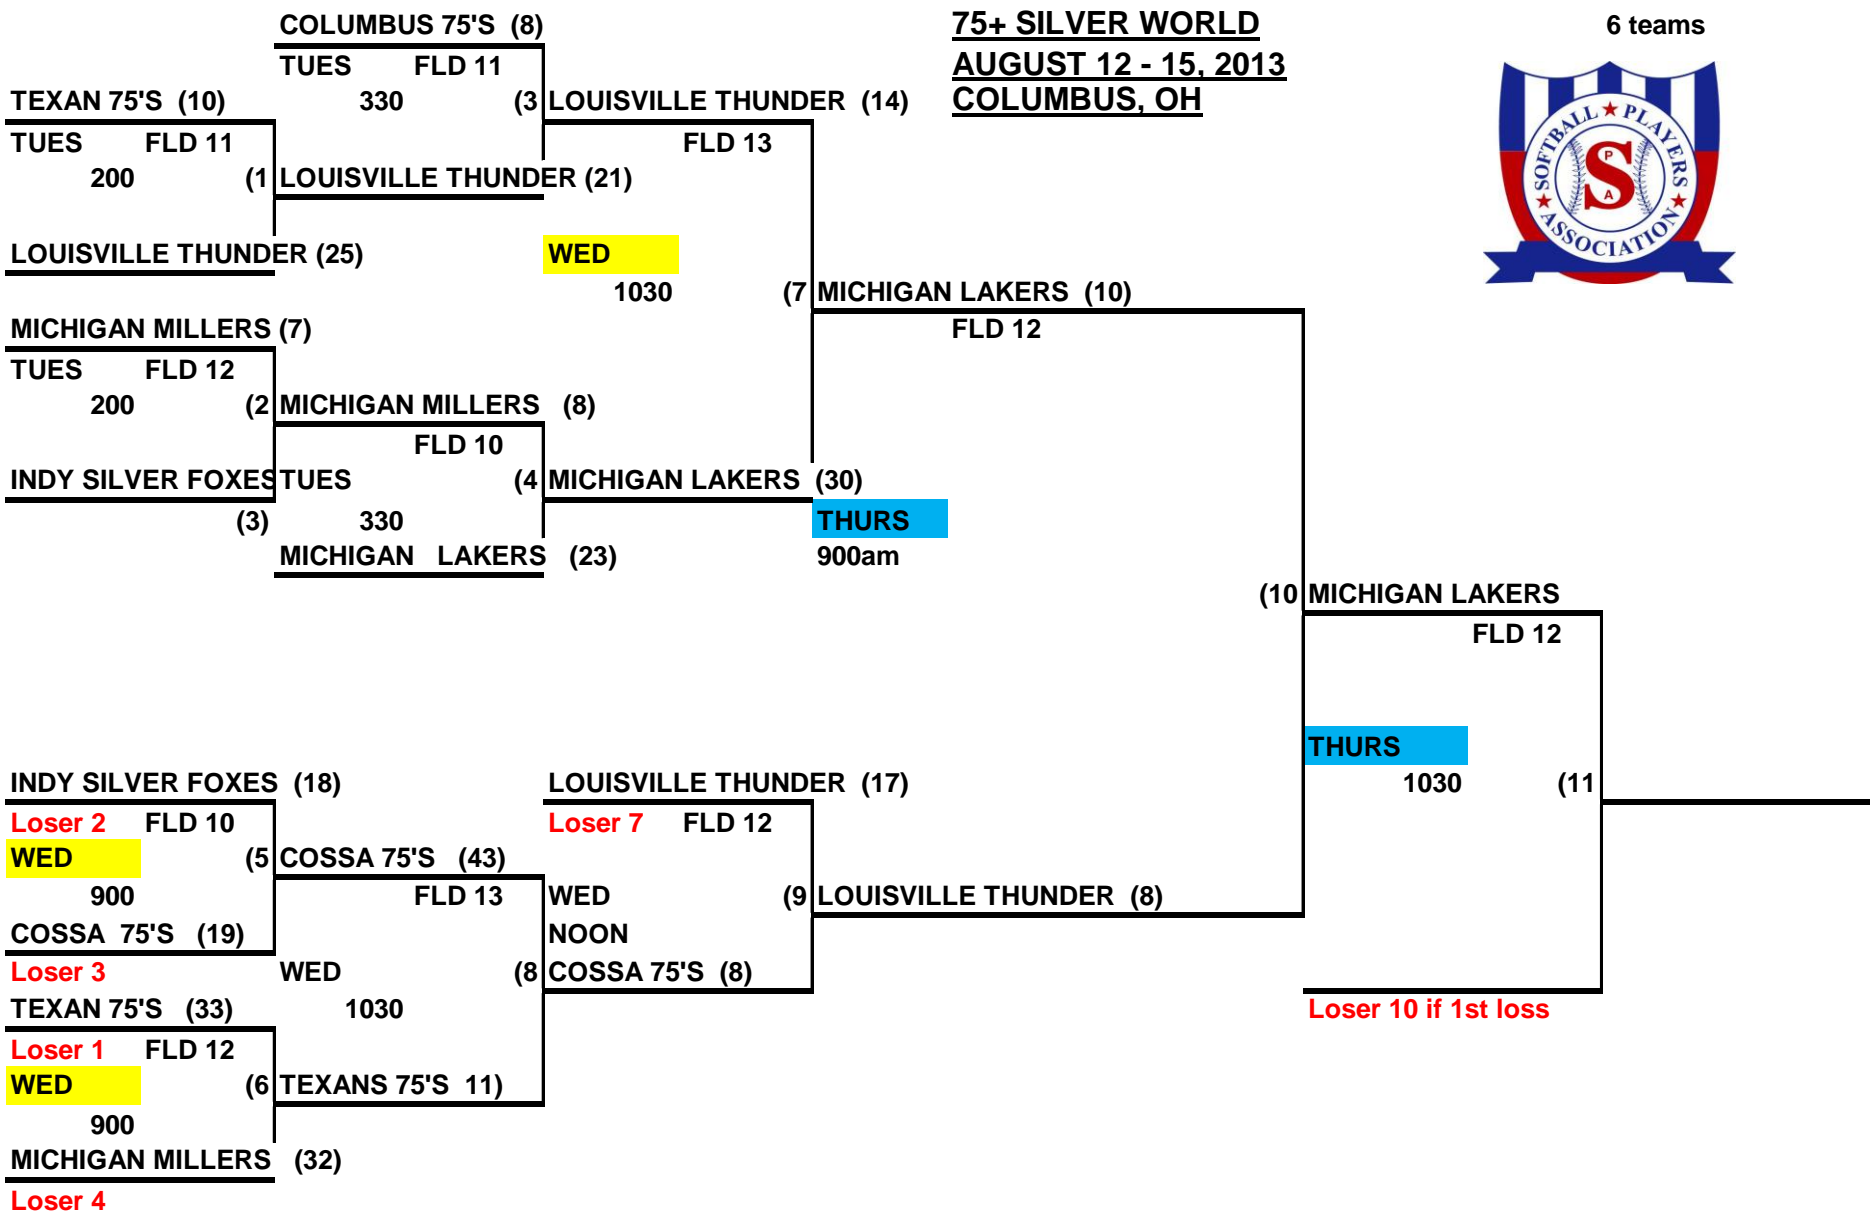 COLUMBUS 75'S (8)
75+ SILVER WORLD
6 teams
TUES FLD 11
AUGUST 12 - 15, 2013
TEXAN 75'S (10)
330 (3 LOUISVILLE THUNDER (14)
COLUMBUS, OH
TUES FLD 11
FLD 13
200 (1 LOUISVILLE THUNDER (21)
SOFTBALL PLAYERS ASSOCIATION
P
S
A
LOUISVILLE THUNDER (25)
WED
1030 (7 MICHIGAN LAKERS (10)
MICHIGAN MILLERS (7)
FLD 12
TUES FLD 12
200 (2 MICHIGAN MILLERS (8)
FLD 10
INDY SILVER FOXES TUES (4 MICHIGAN LAKERS (30)
(3) 330
THURS
MICHIGAN LAKERS (23)
900am
(10 MICHIGAN LAKERS
FLD 12
THURS
INDY SILVER FOXES (18)
LOUISVILLE THUNDER (17)
1030 (11
Loser 2 FLD 10
Loser 7 FLD 12
WED (5 COSSA 75'S (43)
900 FLD 13
WED (9 LOUISVILLE THUNDER (8)
COSSA 75'S (19)
NOON
Loser 3 WED (8 COSSA 75'S (8)
TEXAN 75'S (33)
1030
Loser 10 if 1st loss
Loser 1 FLD 12
WED (6 TEXANS 75'S 11)
900
MICHIGAN MILLERS (32)
Loser 4